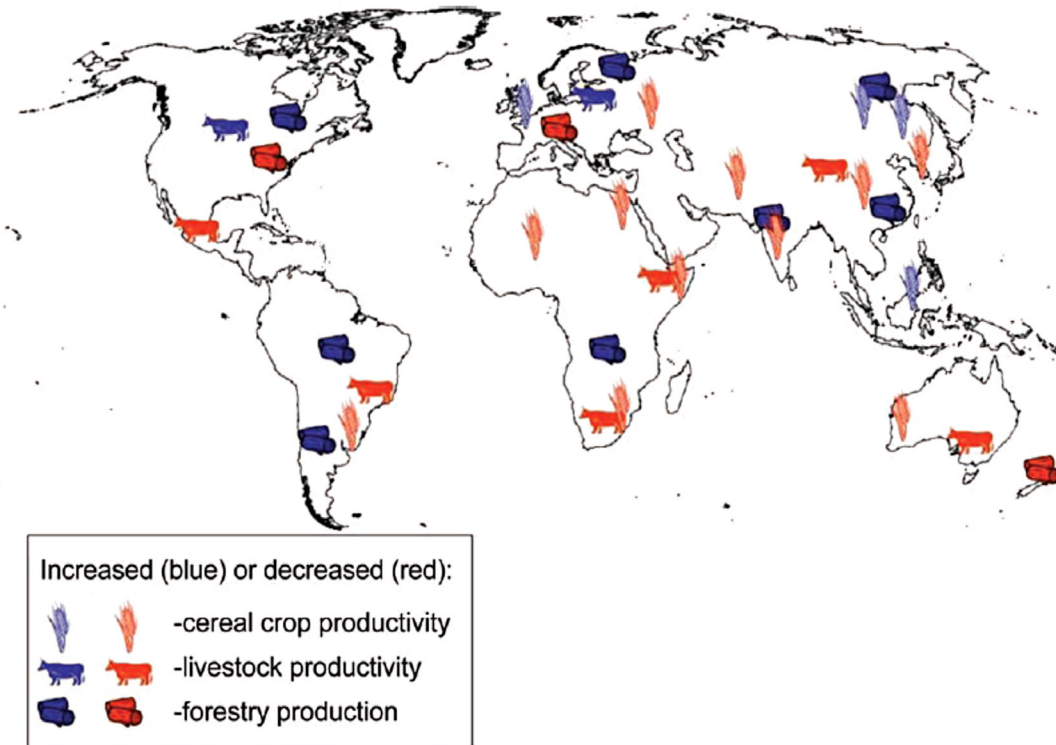 Increased (blue) or decreased (red):
-cereal crop productivity
-livestock productivity
-forestry production